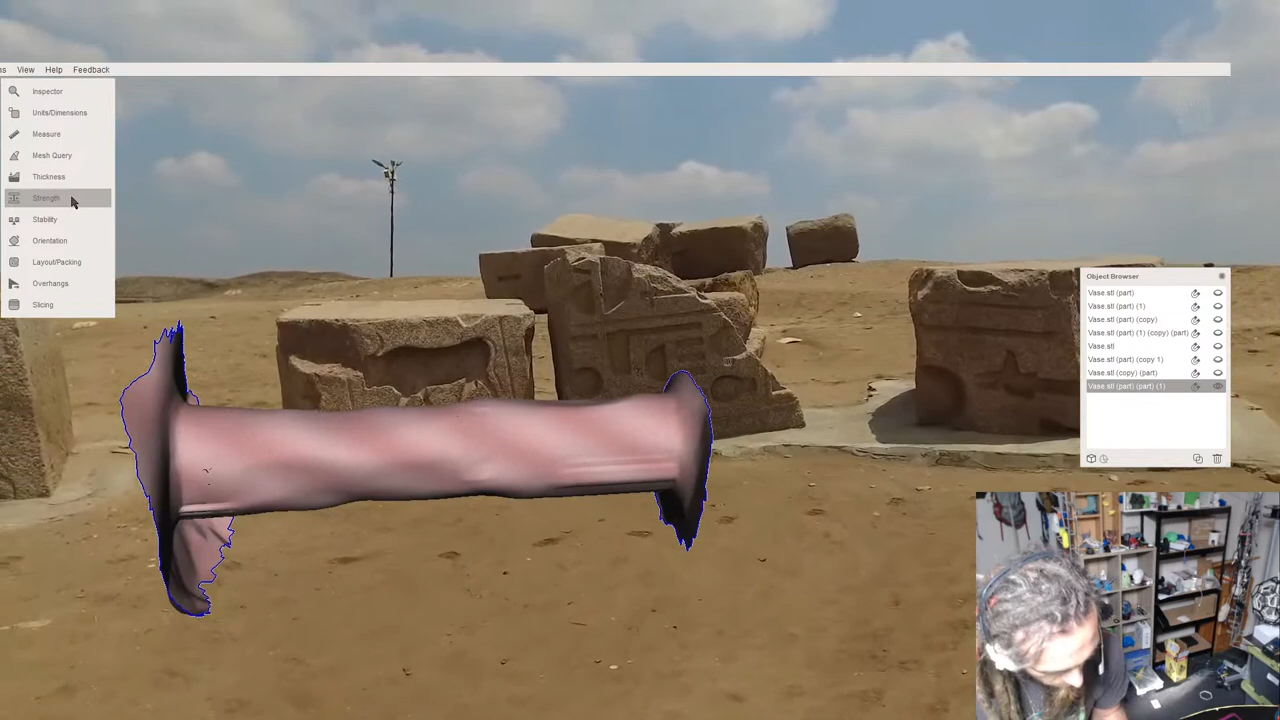 View Help Feedback
Inspector
Units/Dimensions
Measure
Mesh Query
Thickness
Strength
Stability
Orientation
Layout/Packing
Overhangs
Slicing
Object Browser
Vase.stl (part)
Vase.stl (part) (1)
Vase.stl (part) (copy)
Vase.stl (part) (1) (copy) (part)
Vase.stl
Vase.stl (part) (copy 1)
Vase.stl (copy) (part)
Vase.stl (part) (part) (1)